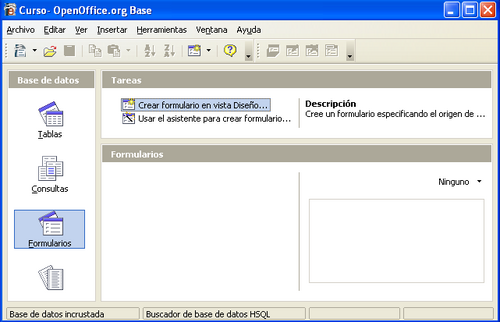 Curso- OpenOffice.org Base
Archivo Editar Ver Insertar Herramientas Ventana Ayuda
Base de datos
Tablas
Consultas
Formularios
Tareas
Crear formulario en vista Diseño...
Usar el asistente para crear formulario...
Descripción
Cree un formulario especificando el origen de ...
Formularios
Ninguno
Base de datos incrustada
Buscador de base de datos HSQL